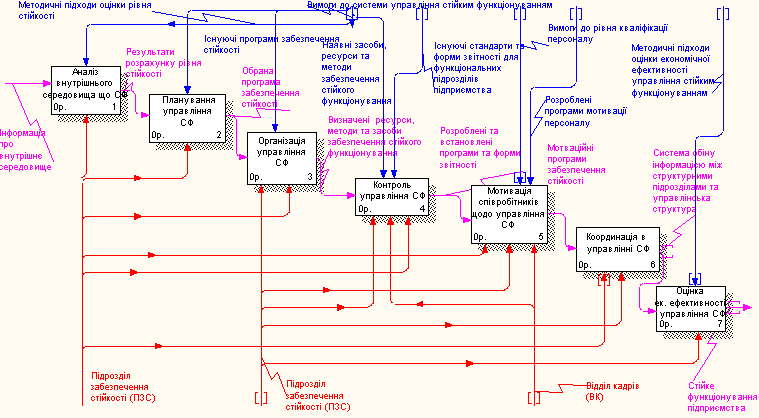 Методичні підходи оцінки рівня
стійкості
Вимоги до системи управління стійким функціонуванням
Існуючі програми забезпечення
стійкості
Наявні засоби,
ресурси та
методи
забезпечення
стійкого
функціонування
Існуючі стандарти та
форми звітності для
функціональних
підрозділів
підприємства
Вимоги до рівня кваліфікації
персоналу
Методичні підходи
оцінки економічної
ефективності
управління стійким
функціонуванням
Результати
розрахунку рівня
стійкості
Обрана
програма
забезпечення
стійкості
Розроблені
програми мотивації
персоналу
Аналіз
внутрішнього
середовища що СФ
0р. 1
Планування
управління
СФ
0р. 2
Організація
управління
СФ
0р. 3
Контроль
управління СФ
0р. 4
Мотивація
співробітників
щодо управління
СФ
0р. 5
Координація в
управлінні СФ
0р. 6
Оцінка
ек. ефективності
управління СФ
0р. 7
Інформація
про
внутрішнє
середовище
Визначені ресурси,
методи та засоби
забезпечення стійкого
функціонування
Розроблені та
встановлені
програми та форми
звітності
Мотваційні
програми
забезпечення
стійкості
Система обіну
інформацією між
структурними
підрозділами та
управлінська
структура
Підрозділ
забезпечення
стійкості (ПЗС)
Підрозділ
забезпечення
стійкості (ПЗС)
Відділ кадрів
(ВК)
Стійке
функціонування
підприємства